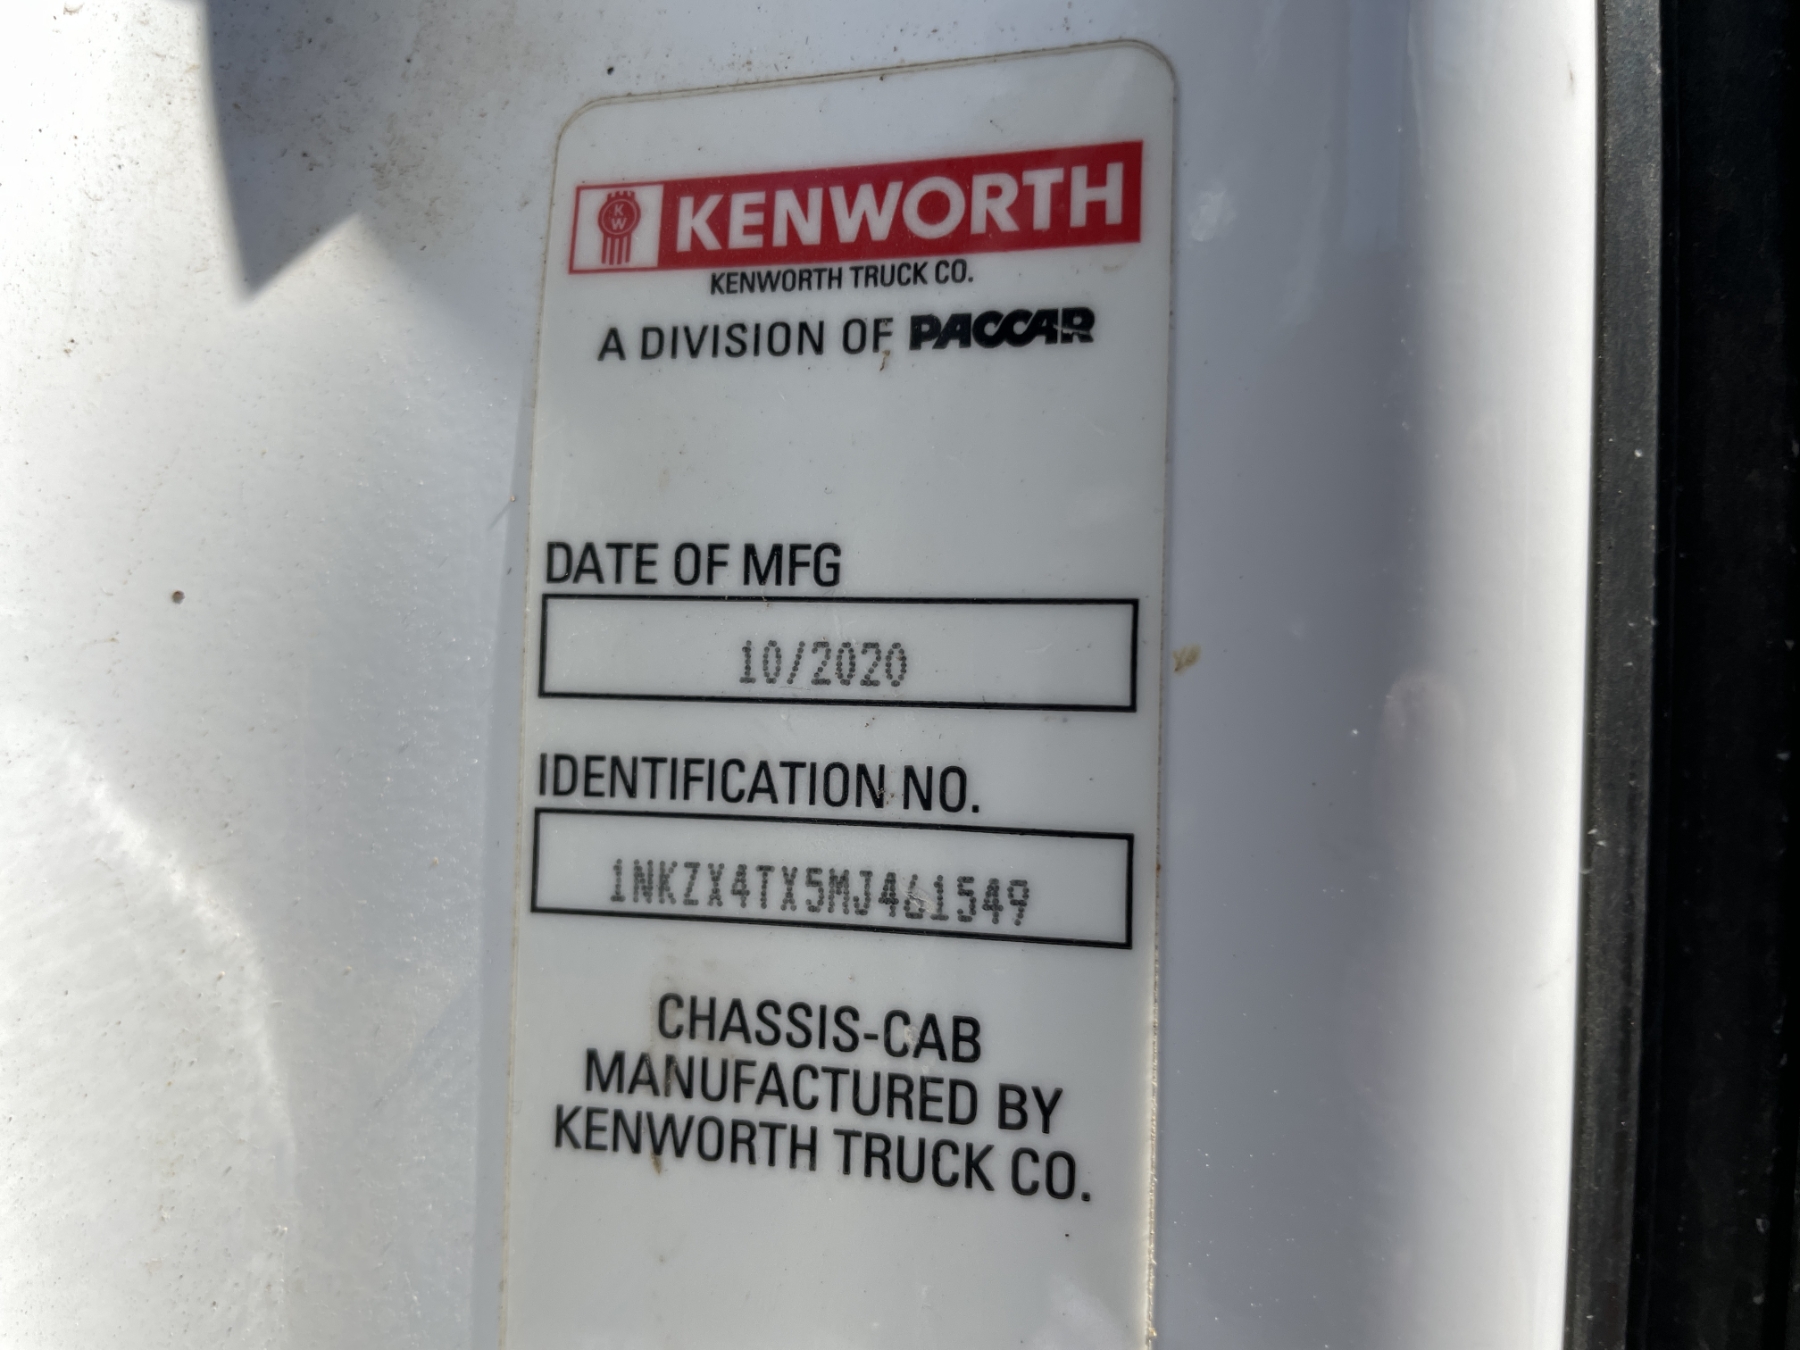 KW KENWORTH
KENWORTH TRUCK CO.
A DIVISION OF PACCAR
DATE OF MFG
10/2020
IDENTIFICATION NO.
1NKZX4TX5MJ461549
CHASSIS-CAB
MANUFACTURED BY
KENWORTH TRUCK CO.